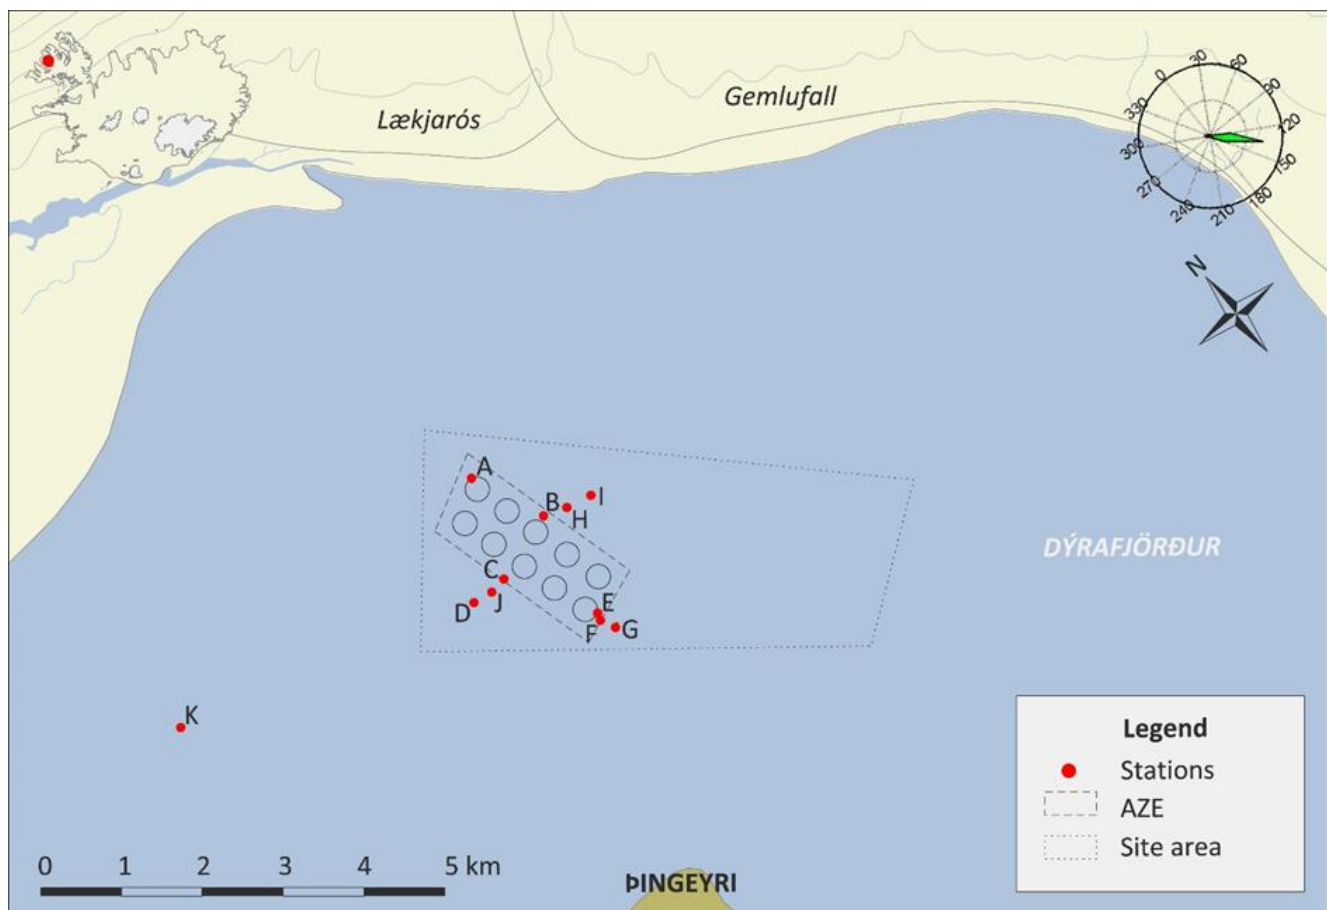 Lækjarós
Gemlufall
0
30
60
90
120
150
180
210
240
270
300
330
N
A
B
I
H
C
D
J
E
F
G
K
DÝRAFJÖRÐUR
Legend
Stations
AZE
Site area
0 1 2 3 4 5 km
ÞINGEYRI